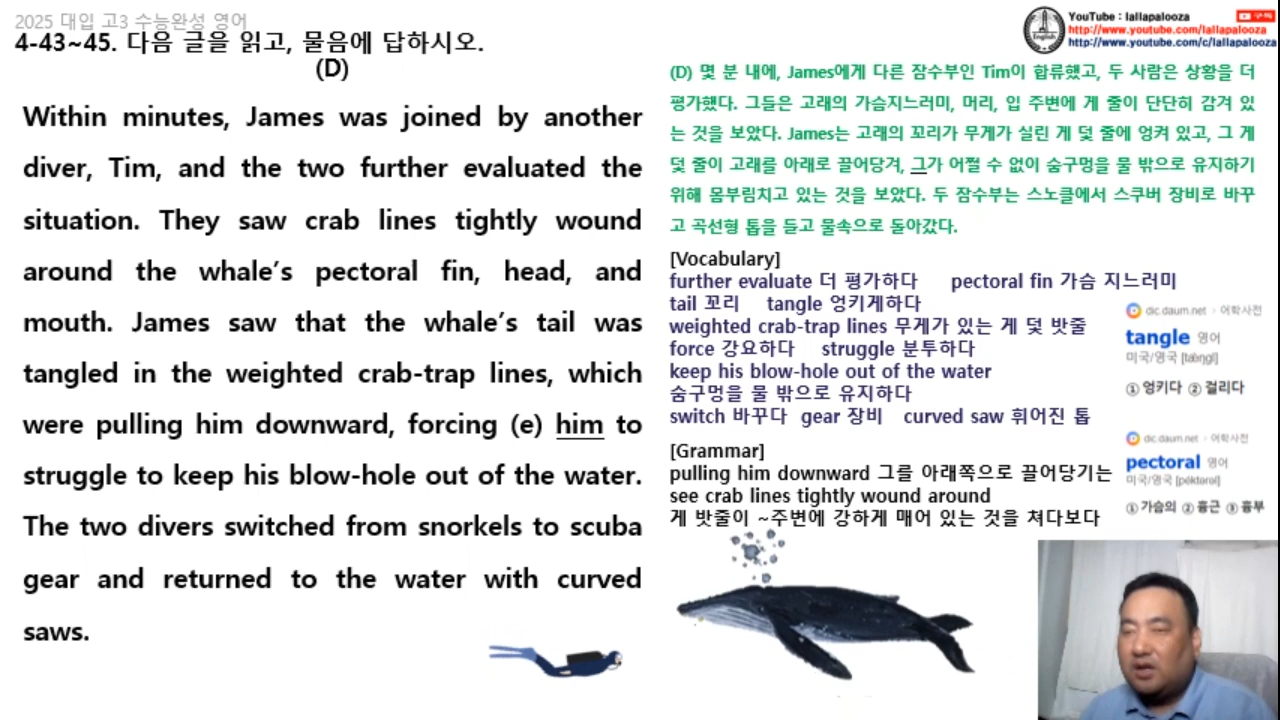 2025 대입 고3 수능완성 영어
4-43~45. 다음 글을 읽고, 물음에 답하시오.
(D)
Within minutes, James was joined by another
diver, Tim, and the two further evaluated the
situation. They saw crab lines tightly wound
around the whale's pectoral fin, head, and
mouth. James saw that the whale's tail was
tangled in the weighted crab-trap lines, which
were pulling him downward, forcing (e) him to
struggle to keep his blow-hole out of the water.
The two divers switched from snorkels to scuba
gear and returned to the water with curved
saws.
YouTube : lallapalooza
http://www.youtube.com/lallapalooza
http://www.youtube.com/c/lallapalooza
English
(D) 몇 분 내에, James에게 다른 잠수부인 Tim이 합류했고, 두 사람은 상황을 더
평가했다. 그들은 고래의 가슴지느러미, 머리, 입 주변에 게 줄이 단단히 감겨 있
는 것을 보았다. James는 고래의 꼬리가 무게가 실린 게 덫 줄에 엉켜 있고, 그 게
덫 줄이 고래를 아래로 끌어당겨, 그가 어쩔 수 없이 숨구멍을 물 밖으로 유지하기
위해 몸부림치고 있는 것을 보았다. 두 잠수부는 스노클에서 스쿠버 장비로 바꾸
고 곡선형 톱을 들고 물속으로 돌아갔다.
[Vocabulary]
further evaluate 더 평가하다 pectoral fin 가슴 지느러미
tail 꼬리 tangle 엉키게하다
weighted crab-trap lines 무게가 있는 게 덫 밧줄
force 강요하다 struggle 분투하다
keep his blow-hole out of the water
숨구멍을 물 밖으로 유지하다
switch 바꾸다 gear 장비 curved saw 휘어진 톱
dic.daum.net › 어학사전
tangle 영어
미국/영국 [tæŋgl]
① 엉키다 ② 걸리다
[Grammar]
pulling him downward 그를 아래쪽으로 끌어당기는
see crab lines tightly wound around
게 밧줄이 ~주변에 강하게 매어 있는 것을 쳐다보다
dic.daum.net › 어학사전
pectoral 영어
미국/영국 [péktərəl]
① 가슴의 ② 흉근 ③ 흉부